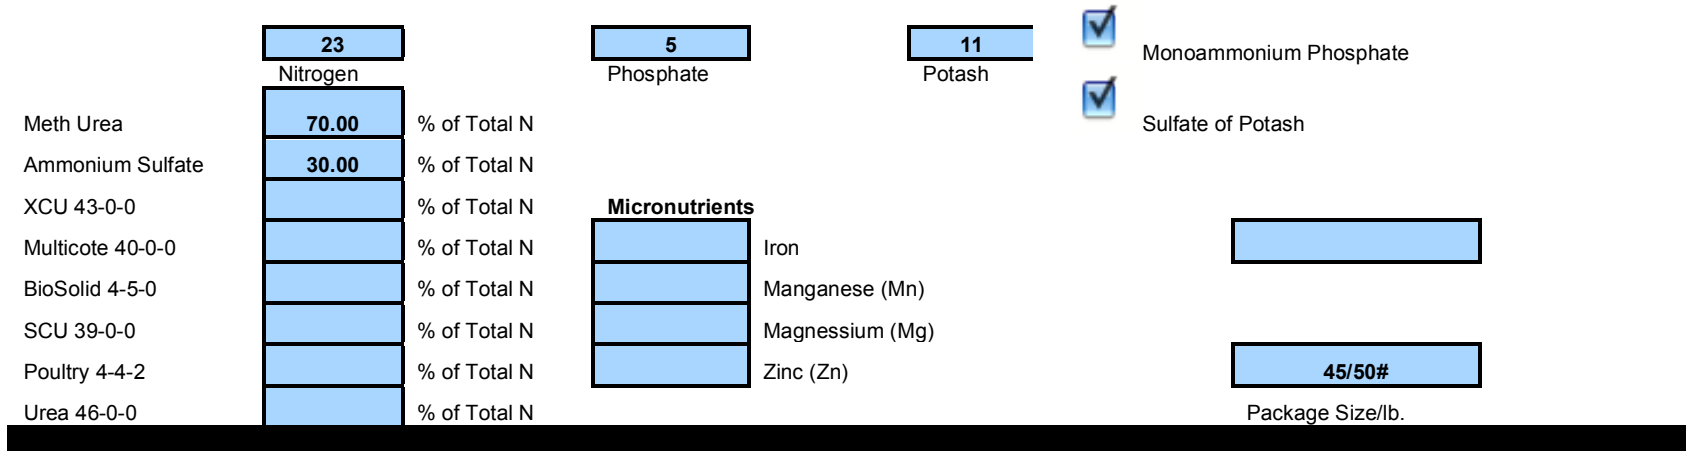 23 5 11 Monoammonium Phosphate
Nitrogen Phosphate Potash
Meth Urea 70.00 % of Total N Sulfate of Potash
Ammonium Sulfate 30.00 % of Total N
XCU 43-0-0 % of Total N Micronutrients
Multicote 40-0-0 % of Total N Iron
BioSolid 4-5-0 % of Total N Manganese (Mn)
SCU 39-0-0 % of Total N Magnessium (Mg)
Poultry 4-4-2 % of Total N Zinc (Zn) 45/50#
Urea 46-0-0 % of Total N Package Size/lb.